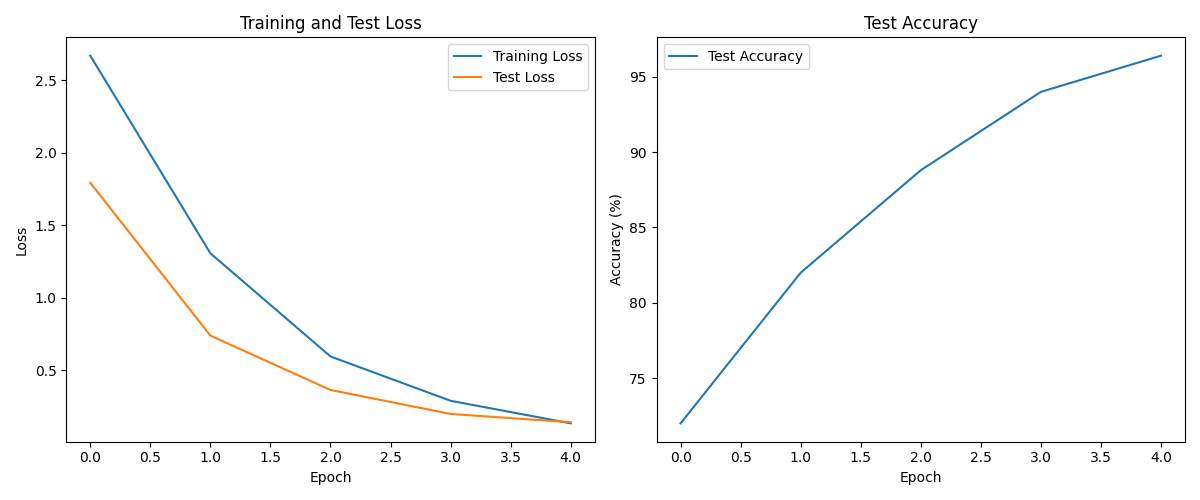 Training and Test Loss
Training Loss
Test Loss
2.5
2.0
1.5
1.0
0.5
Loss
0.0 0.5 1.0 1.5 2.0 2.5 3.0 3.5 4.0
Epoch
Test Accuracy
Test Accuracy
95
90
85
80
75
Accuracy (%)
0.0 0.5 1.0 1.5 2.0 2.5 3.0 3.5 4.0
Epoch